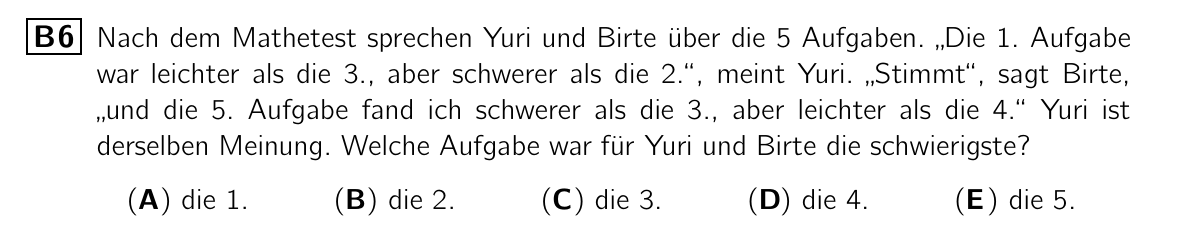 B6 Nach dem Mathetest sprechen Yuri und Birte über die 5 Aufgaben. „Die 1. Aufgabe
war leichter als die 3., aber schwerer als die 2.“, meint Yuri. „Stimmt“, sagt Birte,
„und die 5. Aufgabe fand ich schwerer als die 3., aber leichter als die 4.“ Yuri ist
derselben Meinung. Welche Aufgabe war für Yuri und Birte die schwierigste?
(A) die 1. (B) die 2. (C) die 3. (D) die 4. (E) die 5.